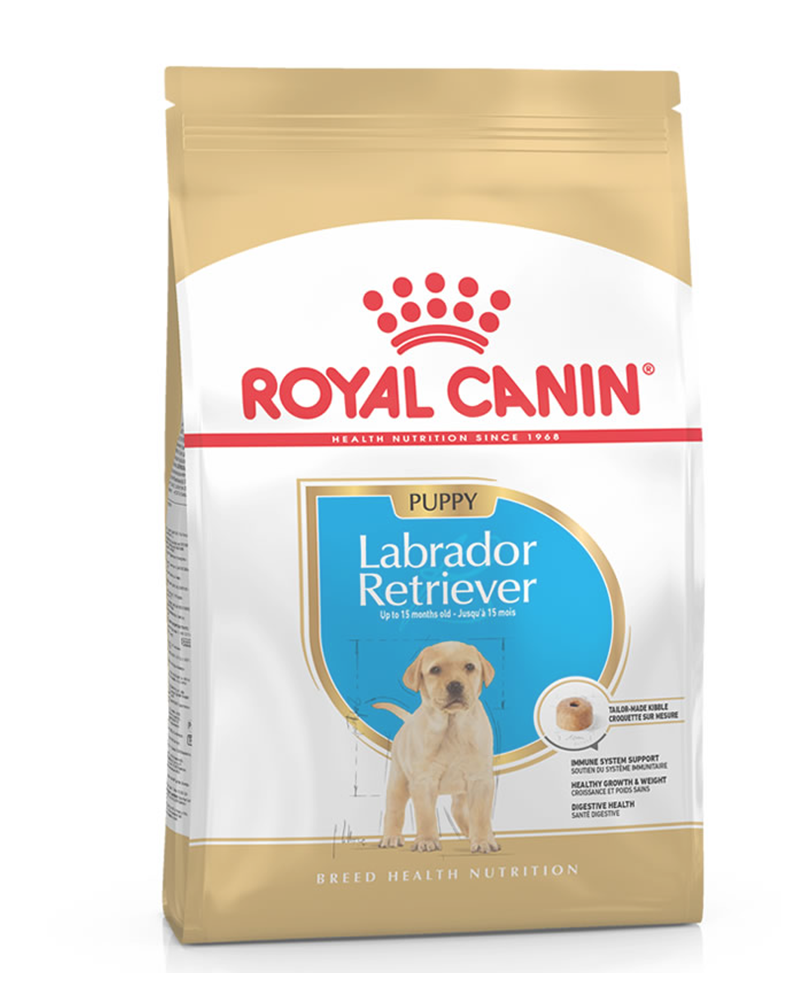 ROYAL CANIN®
HEALTH NUTRITION SINCE 1968
PUPPY
Labrador
Retriever
Up to 15 months old - Jusqu'à 15 mois
TAILOR-MADE KIBBLE
CROQUETTE SUR MESURE
IMMUNE SYSTEM SUPPORT
SOUTIEN DU SYSTÈME IMMUNITAIRE
HEALTHY GROWTH & WEIGHT
CROISSANCE ET POIDS SAINS
DIGESTIVE HEALTH
SANTÉ DIGESTIVE
BREED HEALTH NUTRITION